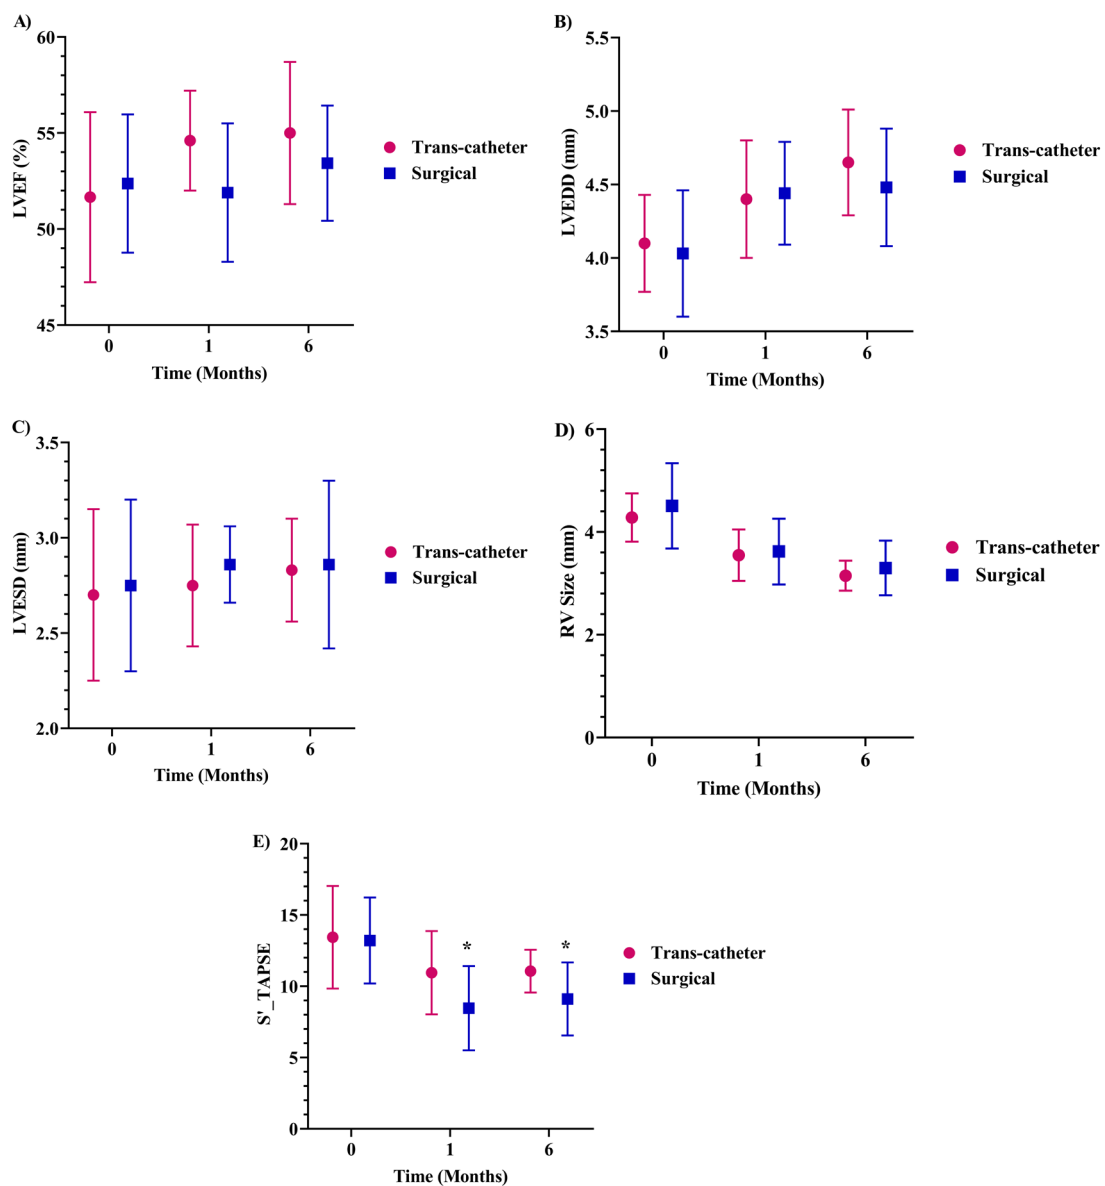 A)
60
55
50
45
LVEF (%)
0 1 6
Time (Months)
Trans-catheter
Surgical
B)
5.5
5.0
4.5
4.0
3.5
LVEDD (mm)
0 1 6
Time (Months)
Trans-catheter
Surgical
C)
3.5
3.0
2.5
2.0
LVESD (mm)
0 1 6
Time (Months)
Trans-catheter
Surgical
D)
6
4
2
0
RV Size (mm)
0 1 6
Time (Months)
Trans-catheter
Surgical
E)
20
15
10
5
0
S'_TAPSE
* *
0 1 6
Time (Months)
Trans-catheter
Surgical